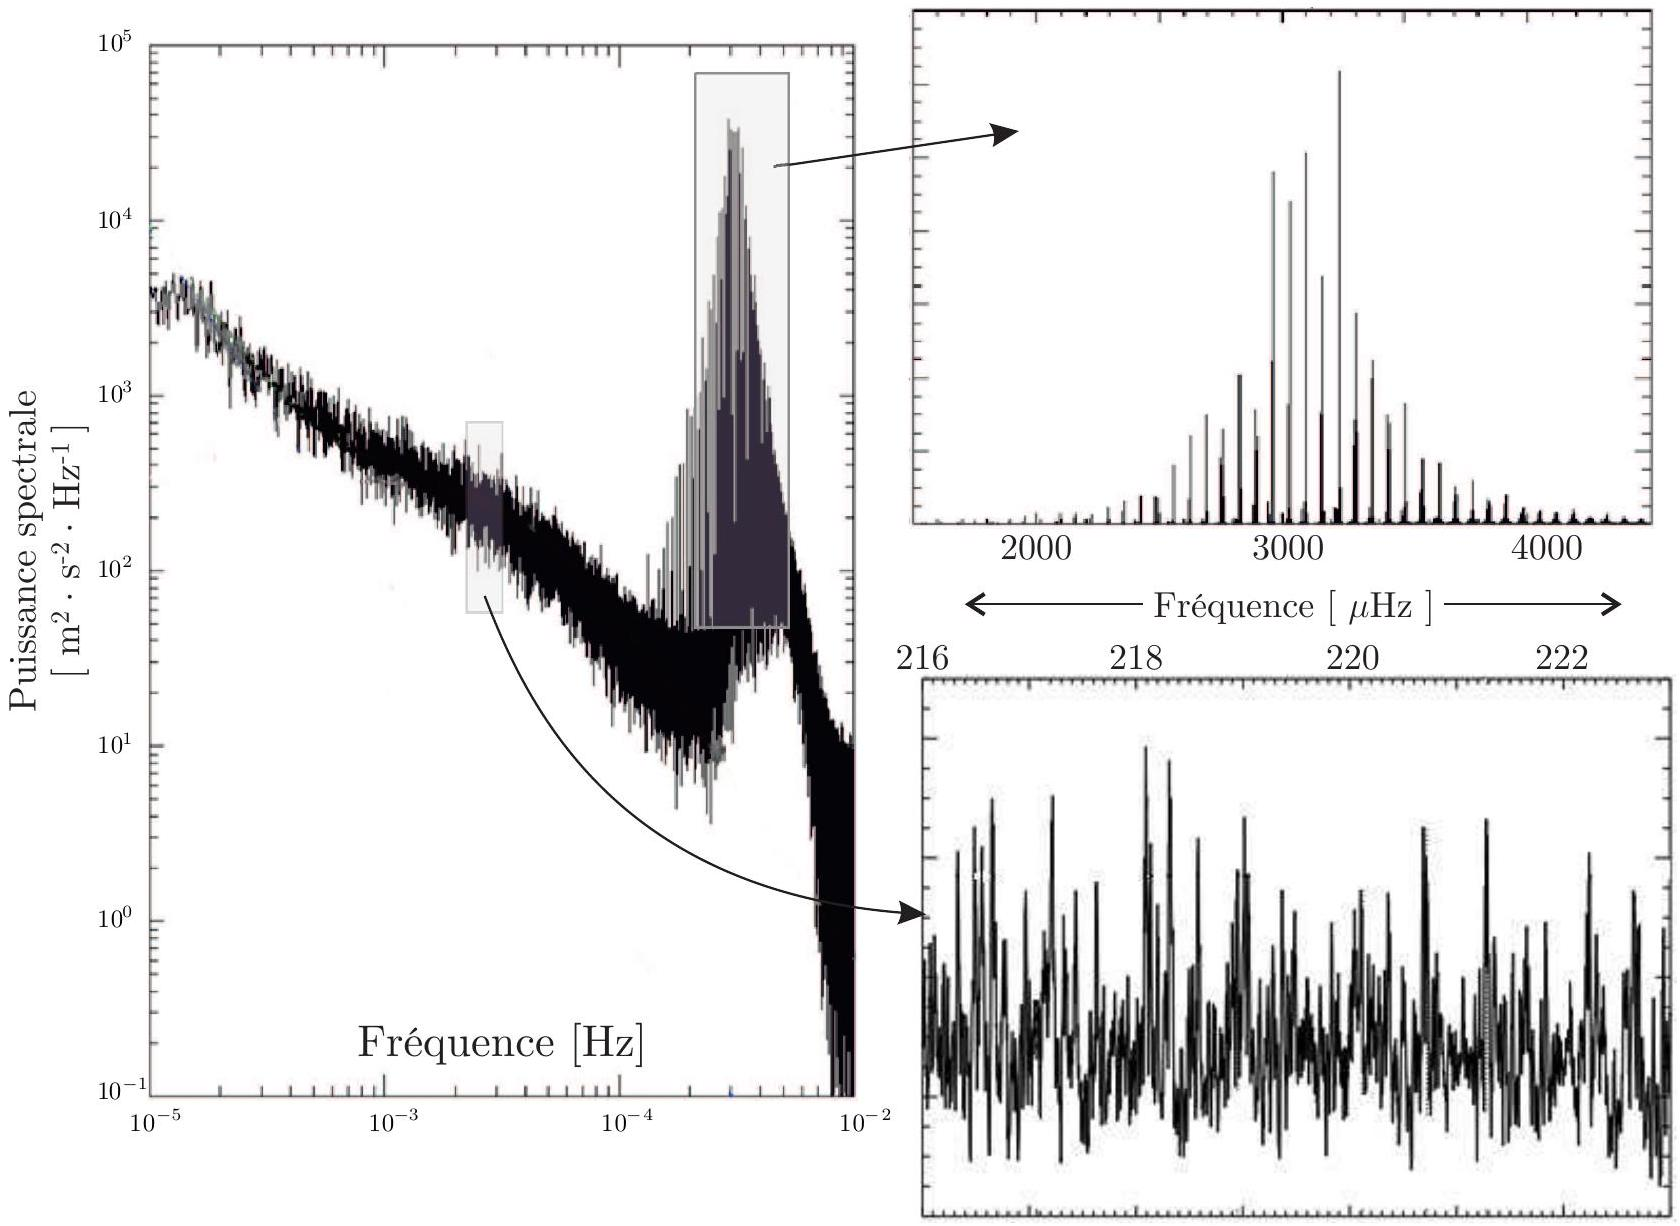 10⁵
10⁴
10³
10²
10¹
10⁰
10⁻¹
Puissance spectrale
[ m² · s⁻² · Hz⁻¹ ]
Fréquence [Hz]
10⁻⁵ 10⁻³ 10⁻⁴ 10⁻²
2000 3000 4000
Fréquence [ μHz ]
216 218 220 222